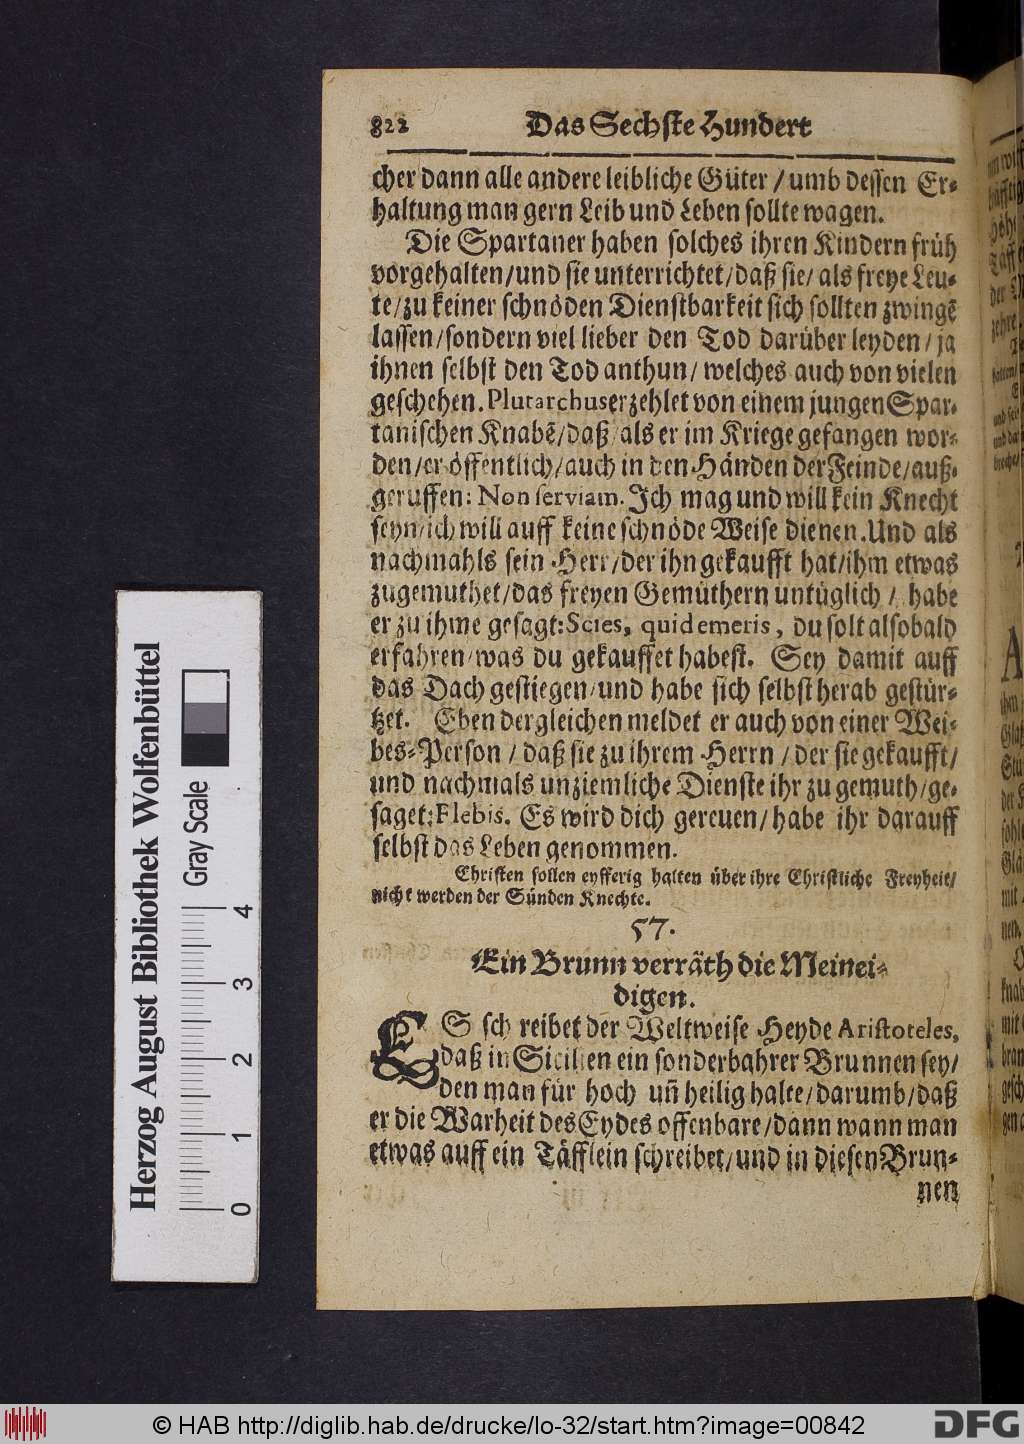 822 Das Sechste Hundert
cher dann alle andere leibliche Güter / umb dessen Er-
haltung man gern Leib und Leben sollte wagen.
Die Spartaner haben solches ihren Kindern früh
vorgehalten/und sie unterrichtet/daß sie/ als freye Leu-
te/zu keiner schnöden Dienstbarkeit sich sollten zwingē
lassen/sondern viel lieber den Tod darüber leyden/ ja
ihnen selbst den Tod anthun/ welches auch von vielen
geschehen. Plutarchus erzehlet von einem jungen Spar-
tanischen Knabē/daß/als er im Kriege gefangen wor-
den/er öffentlich/auch in den Händen der Feinde/auß-
geruffen: Non serviam. Ich mag und will kein Knecht
seyn/ich will auff keine schnöde Weise dienen. Und als
nachmahls sein Herr/der ihn gekaufft hat/ihm etwas
zugemuthet/das freyen Gemüthern untüglich/ habe
er zu ihme gesagt: Scies, quid emeris, du solt alsobald
erfahren/was du gekauffet habest. Sey damit auff
das Dach gestiegen/und habe sich selbst herab gestür-
tzet. Eben dergleichen meldet er auch von einer Wei-
bes-Person / daß sie zu ihrem Herrn / der sie gekaufft/
und nachmals unziemliche Dienste ihr zu gemuth/ge-
saget: Flebis. Es wird dich gereuen/ habe ihr darauff
selbst das Leben genommen.
Christen sollen eyfferig halten über ihre Christliche Freyheit/
nicht werden der Sünden Knechte.
57.
Ein Brunn verräth die Meinei-
digen.
ES schreibet der Weltweise Heyde Aristoteles,
daß in Sicilien ein sonderbahrer Brunnen sey/
den man für hoch un̄ heilig halte/darumb/daß
er die Warheit des Eydes offenbare/dann wann man
etwas auff ein Täfflein schreibet/und in diesen Brun-
nen
Herzog August Bibliothek Wolfenbüttel
Gray Scale
0 1 2 3 4
© HAB http://diglib.hab.de/drucke/lo-32/start.htm?image=00842
DFG